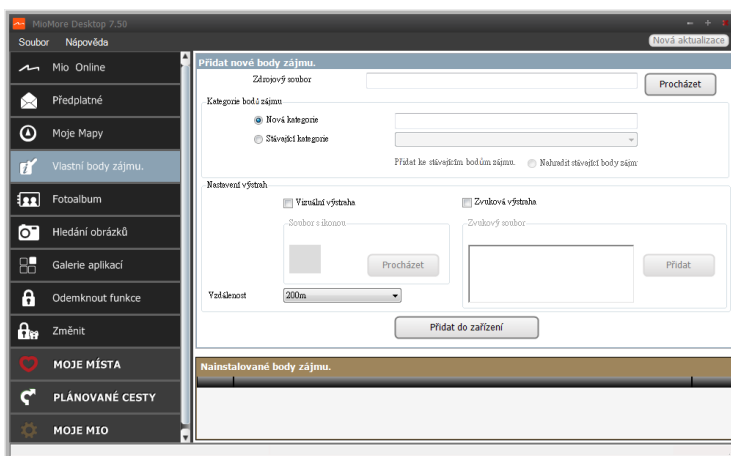 MioMore Desktop 7.50
Soubor Nápověda
Nová aktualizace
Mio Online
Předplatné
Moje Mapy
Vlastní body zájmu.
Fotoalbum
Hledání obrázků
Galerie aplikací
Odemknout funkce
Změnit
MOJE MÍSTA
PLÁNOVANÉ CESTY
MOJE MIO
Přidat nové body zájmu.
Zdrojový soubor
Procházet
Kategorie bodů zájmu
Nová kategorie
Stávající kategorie
Přidat ke stávajícím bodům zájmu. Nahradit stávající body zájm
Nastavení výstrah
Vizuální výstraha Zvuková výstraha
Soubor s ikonou Zvukový soubor
Procházet Přidat
Vzdálenost 200m
Přidat do zařízení
Nainstalované body zájmu.